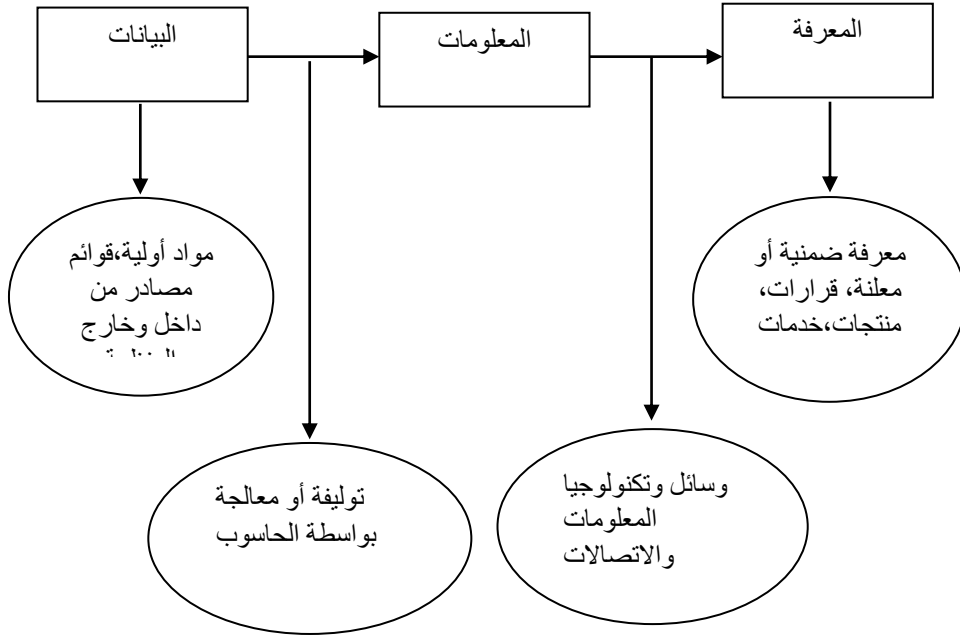 البيانات
المعلومات
المعرفة
مواد أولية،قوائم
مصادر من
داخل وخارج
معرفة ضمنية أو
معلنة، قرارات،
منتجات،خدمات
توليفة أو معالجة
بواسطة الحاسوب
وسائل وتكنولوجيا
المعلومات
والاتصالات